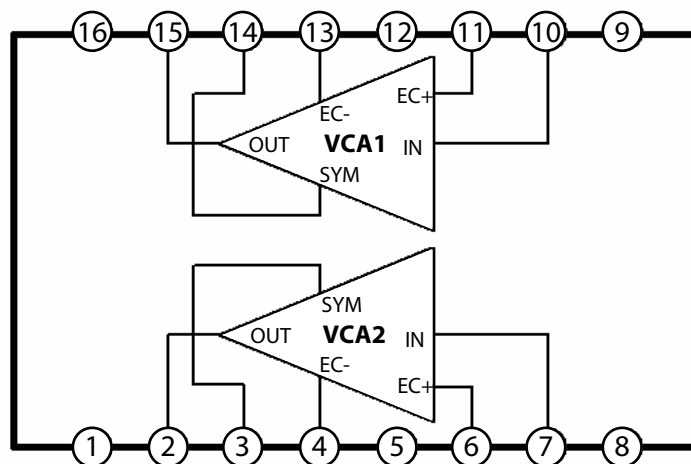 16 15 14 13 12 11 10 9
EC+
EC-
OUT VCA1 IN
SYM
SYM
OUT VCA2 IN
EC-
EC+
1 2 3 4 5 6 7 8